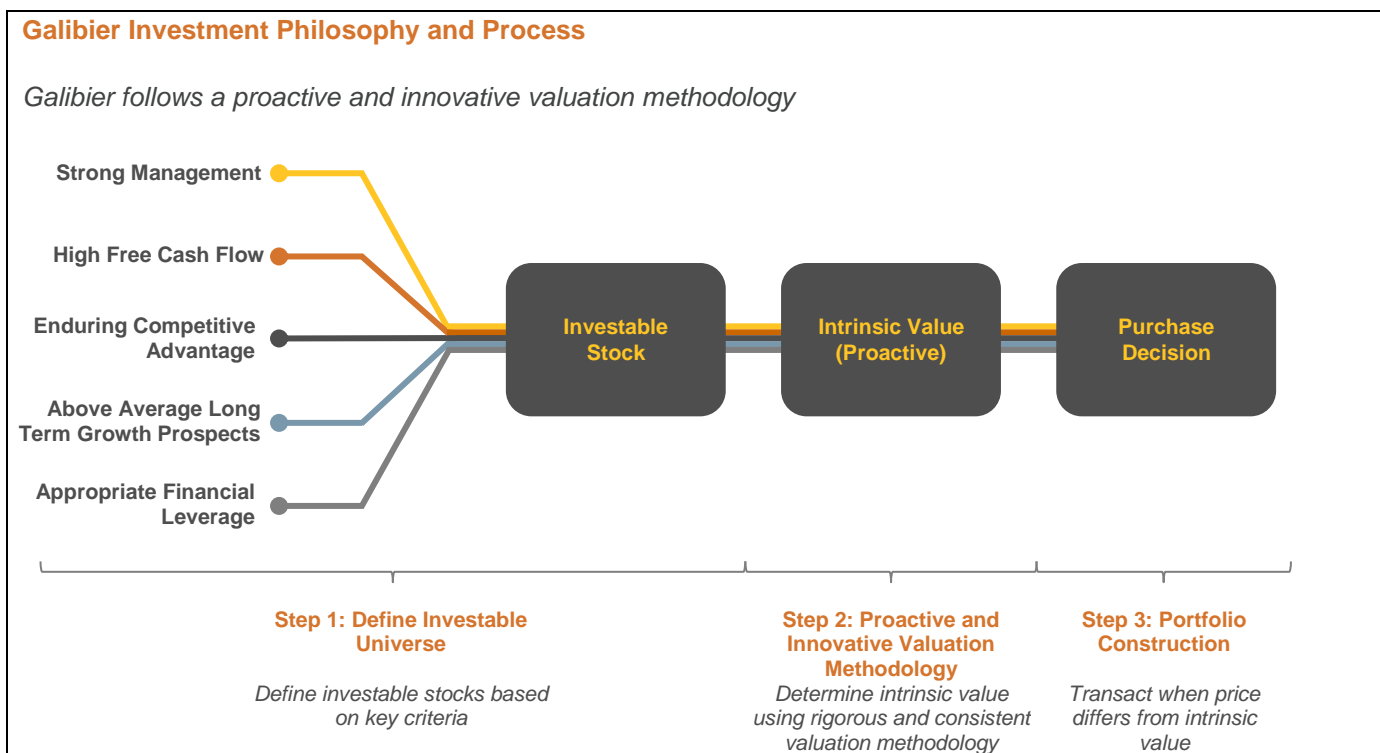 Galibier Investment Philosophy and Process
Galibier follows a proactive and innovative valuation methodology
Strong Management
High Free Cash Flow
Enduring Competitive
Advantage
Above Average Long
Term Growth Prospects
Appropriate Financial
Leverage
Investable
Stock
Intrinsic Value
(Proactive)
Purchase
Decision
Step 1: Define Investable
Universe
Define investable stocks based
on key criteria
Step 2: Proactive and
Innovative Valuation
Methodology
Determine intrinsic value
using rigorous and consistent
valuation methodology
Step 3: Portfolio
Construction
Transact when price
differs from intrinsic
value